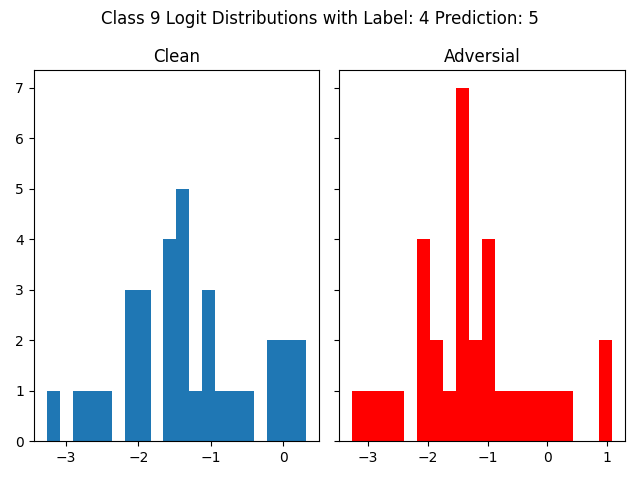 Class 9 Logit Distributions with Label: 4 Prediction: 5
Clean
Adversial
7
6
5
4
3
2
1
0
−3 −2 −1 0
−3 −2 −1 0 1